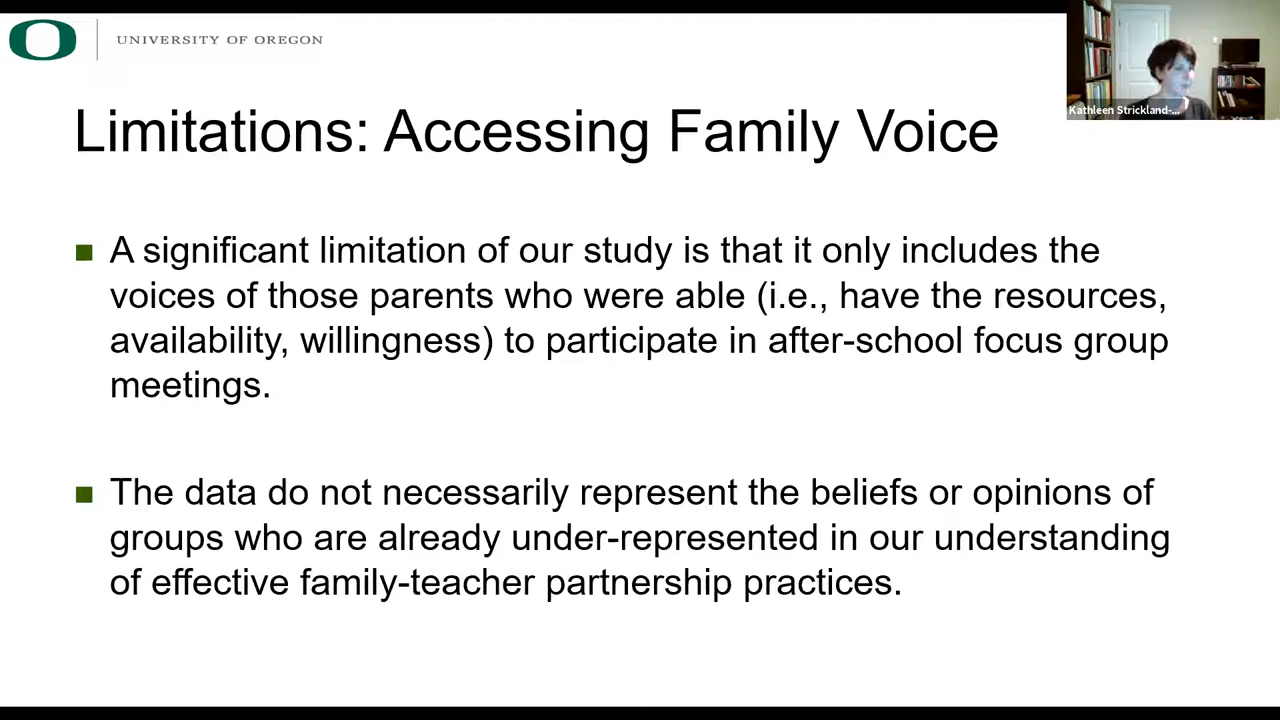 UNIVERSITY OF OREGON
Kathleen Strickland-...
Limitations: Accessing Family Voice
A significant limitation of our study is that it only includes the
voices of those parents who were able (i.e., have the resources,
availability, willingness) to participate in after-school focus group
meetings.
The data do not necessarily represent the beliefs or opinions of
groups who are already under-represented in our understanding
of effective family-teacher partnership practices.